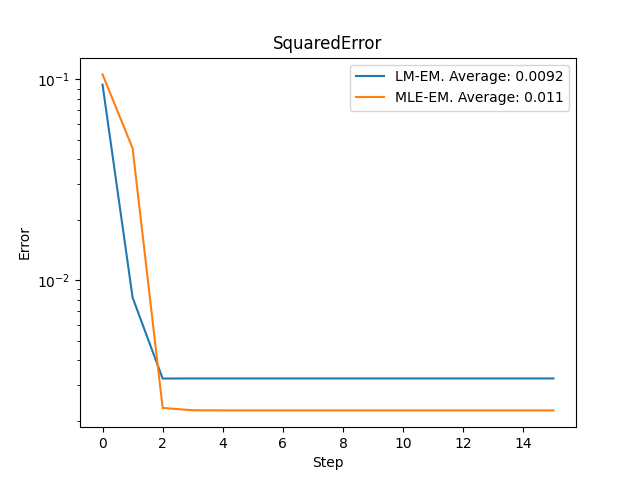 SquaredError
LM-EM. Average: 0.0092
MLE-EM. Average: 0.011
Error
10⁻¹
10⁻²
0 2 4 6 8 10 12 14
Step